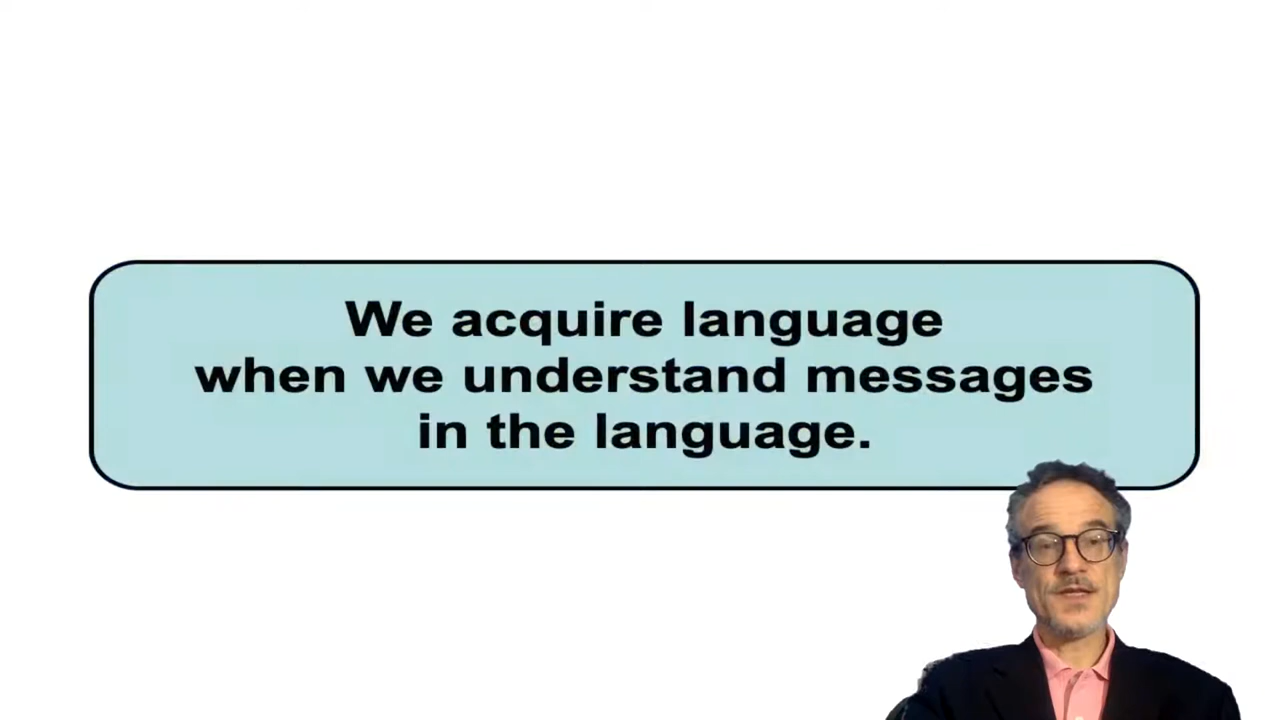 We acquire language
when we understand messages
in the language.